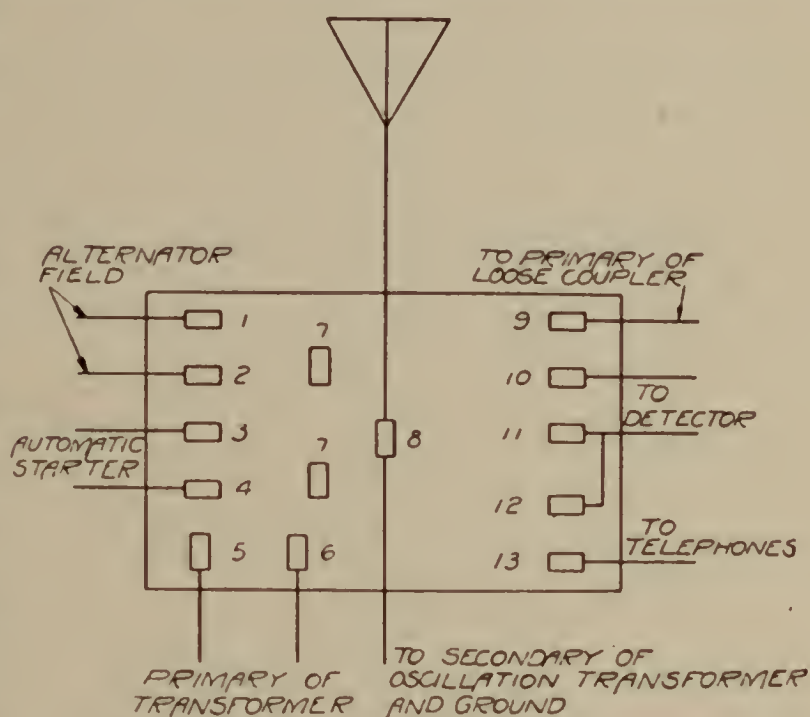 ALTERNATOR
FIELD
TO PRIMARY OF
LOOSE COUPLER
1
7
9
2
10
TO
DETECTOR
3
7
8
11
AUTOMATIC
STARTER
4
12
TO
TELEPHONES
5
6
13
PRIMARY OF
TRANSFORMER
TO SECONDARY OF
OSCILLATION TRANSFORMER
AND GROUND